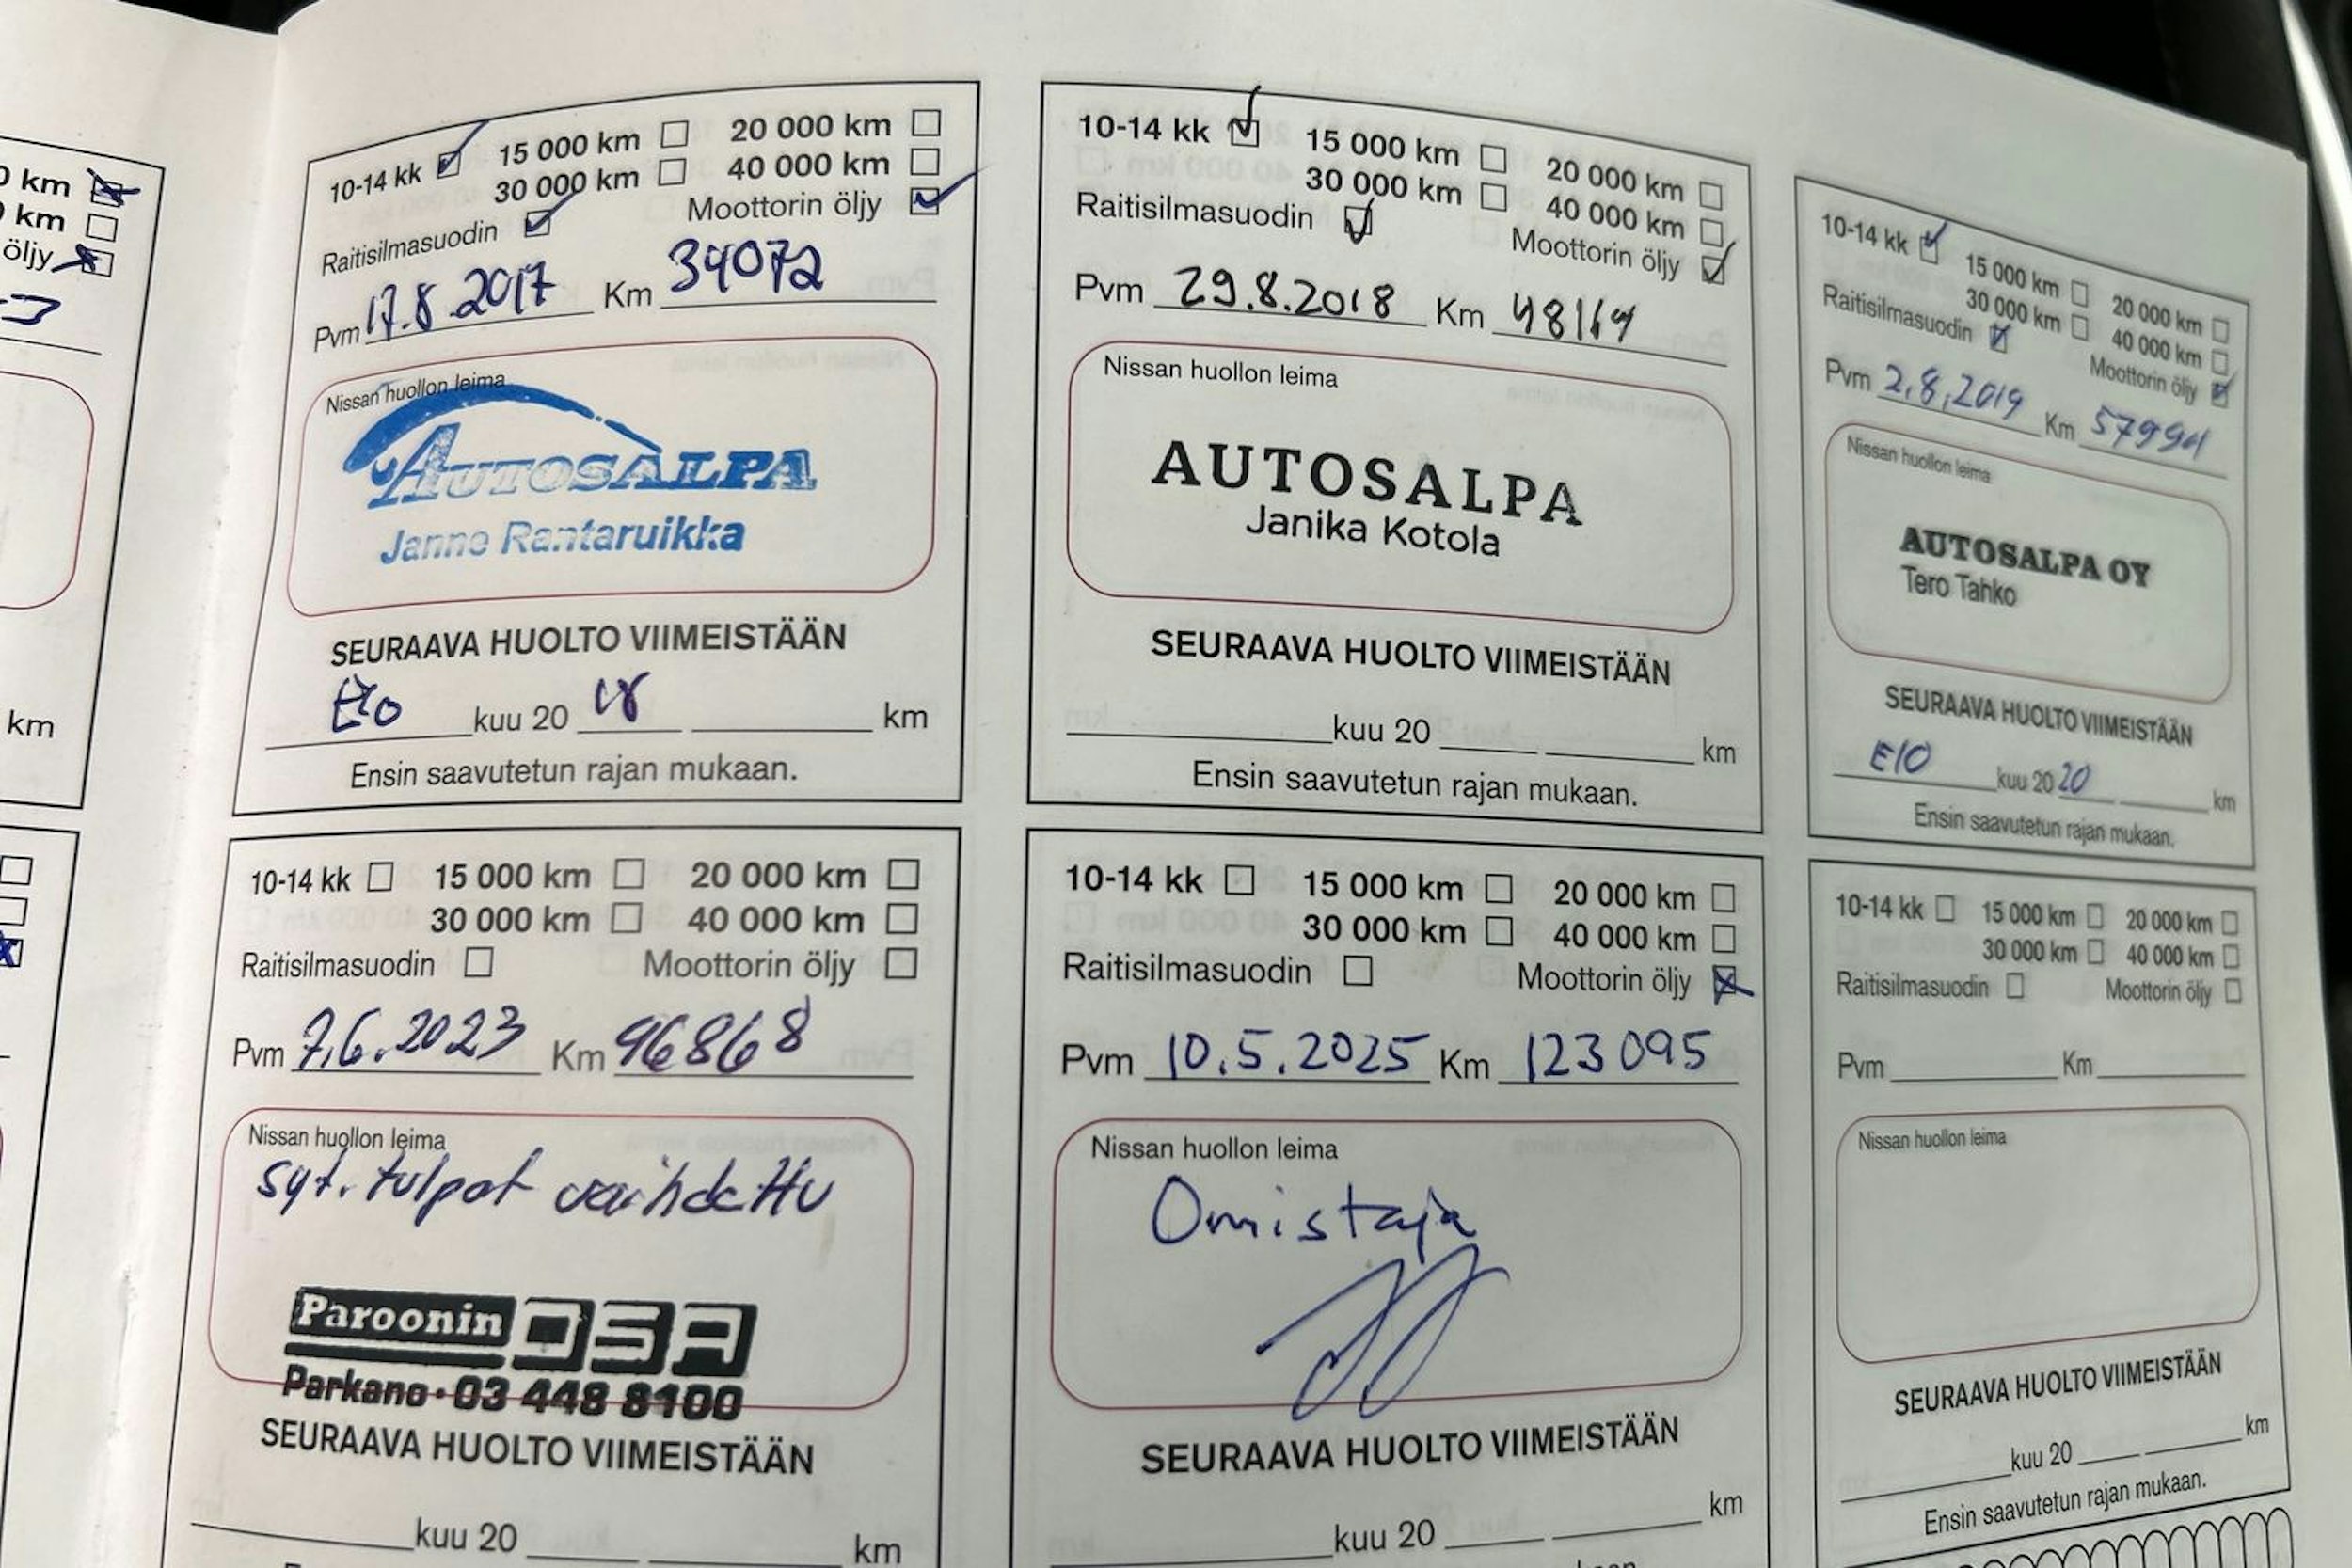 0 km
0 km
öljy
km
10-14 kk 15 000 km 20 000 km
30 000 km 40 000 km
Raitisilmasuodin Moottorin öljy
Pvm 17.8.2017 Km 34072
Nissan huollon leima
AUTOSALPA
Janne Rantaruikka
SEURAAVA HUOLTO VIIMEISTÄÄN
Elo kuu 20 18 km
Ensin saavutetun rajan mukaan.
10-14 kk 15 000 km 20 000 km
30 000 km 40 000 km
Raitisilmasuodin Moottorin öljy
Pvm 29.8.2018 Km 48164
Nissan huollon leima
AUTOSALPA
Janika Kotola
SEURAAVA HUOLTO VIIMEISTÄÄN
kuu 20 km
Ensin saavutetun rajan mukaan.
10-14 kk 15 000 km 20 000 km
30 000 km 40 000 km
Raitisilmasuodin Moottorin öljy
Pvm 2.8.2019 Km
Nissan huollon leima
AUTOSALPA OY
Tero Tahko
SEURAAVA HUOLTO VIIMEISTÄÄN
ElO kuu 20 20 km
Ensin saavutetun rajan mukaan.
10-14 kk 15 000 km 20 000 km
30 000 km 40 000 km
Raitisilmasuodin Moottorin öljy
Pvm 7.6.2023 Km 96868
Nissan huollon leima
syt. tulpat vaihdettu
Paroonin OSA
Parkano • 03 448 8100
SEURAAVA HUOLTO VIIMEISTÄÄN
kuu 20 km
10-14 kk 15 000 km 20 000 km
30 000 km 40 000 km
Raitisilmasuodin Moottorin öljy
Pvm 10.5.2025 Km 123095
Nissan huollon leima
Omistaja
SEURAAVA HUOLTO VIIMEISTÄÄN
kuu 20 km
10-14 kk 15 000 km 20 000 km
30 000 km 40 000 km
Raitisilmasuodin Moottorin öljy
Pvm Km
Nissan huollon leima
SEURAAVA HUOLTO VIIMEISTÄÄN
kuu 20 km
Ensin saavutetun rajan mukaan.